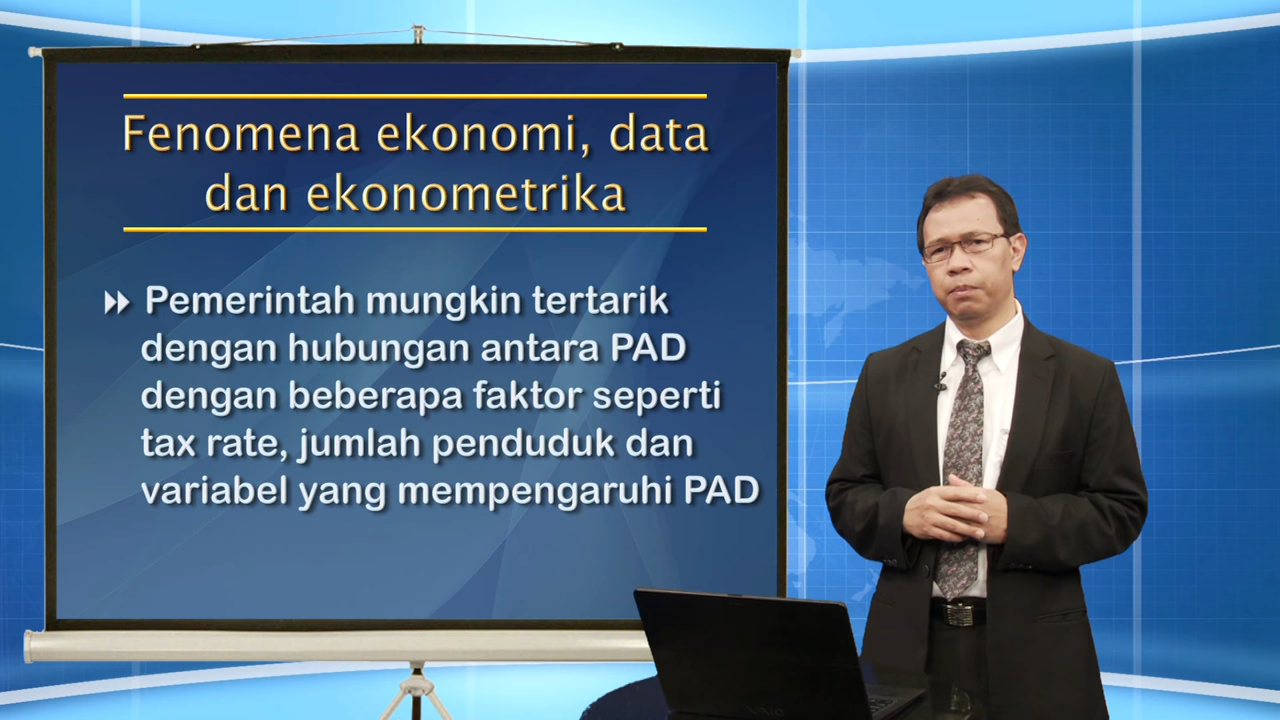 Fenomena ekonomi, data
dan ekonometrika
Pemerintah mungkin tertarik
dengan hubungan antara PAD
dengan beberapa faktor seperti
tax rate, jumlah penduduk dan
variabel yang mempengaruhi PAD
VAIO